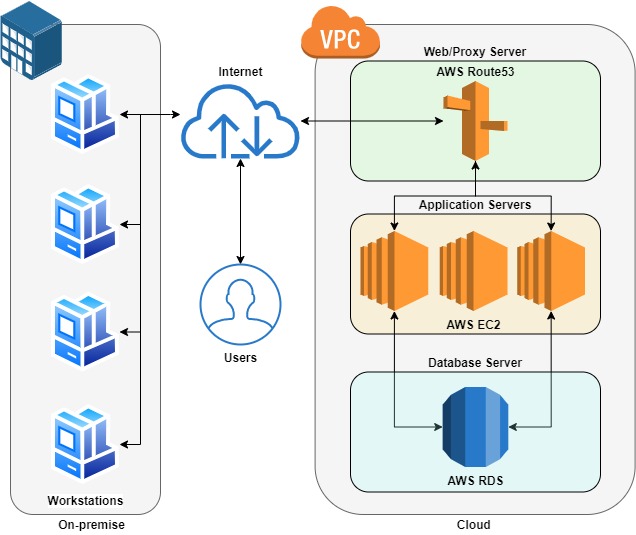 VPC
Web/Proxy Server
Internet
AWS Route53
Application Servers
AWS EC2
Users
Database Server
AWS RDS
Workstations
On-premise
Cloud